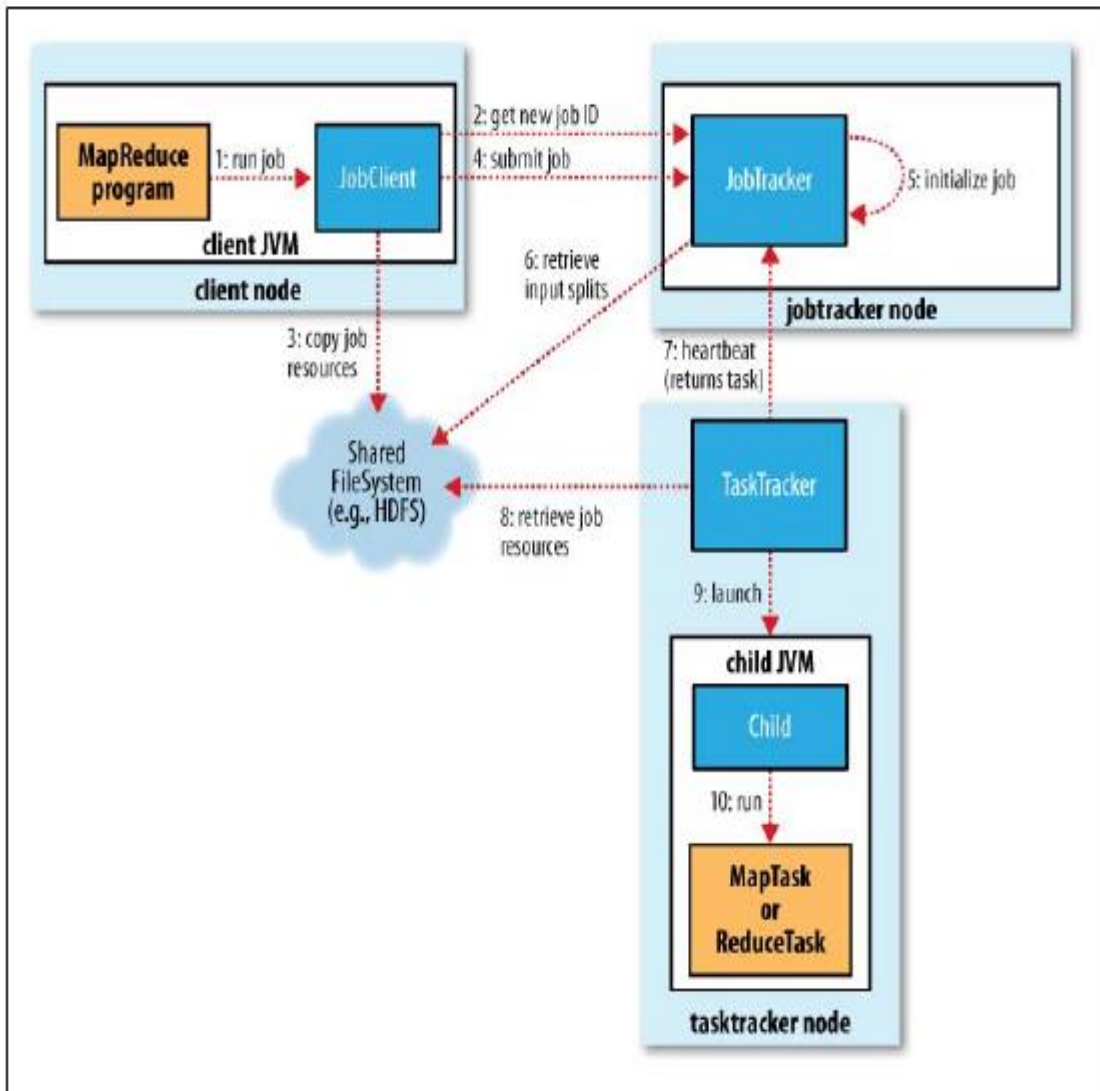 MapReduce
program
1: run job
JobClient
client JVM
client node
2: get new job ID
4: submit job
JobTracker
5: initialize job
jobtracker node
3: copy job
resources
6: retrieve
input splits
7: heartbeat
(returns task)
Shared
FileSystem
(e.g., HDFS)
8: retrieve job
resources
TaskTracker
9: launch
child JVM
Child
10: run
MapTask
or
ReduceTask
tasktracker node